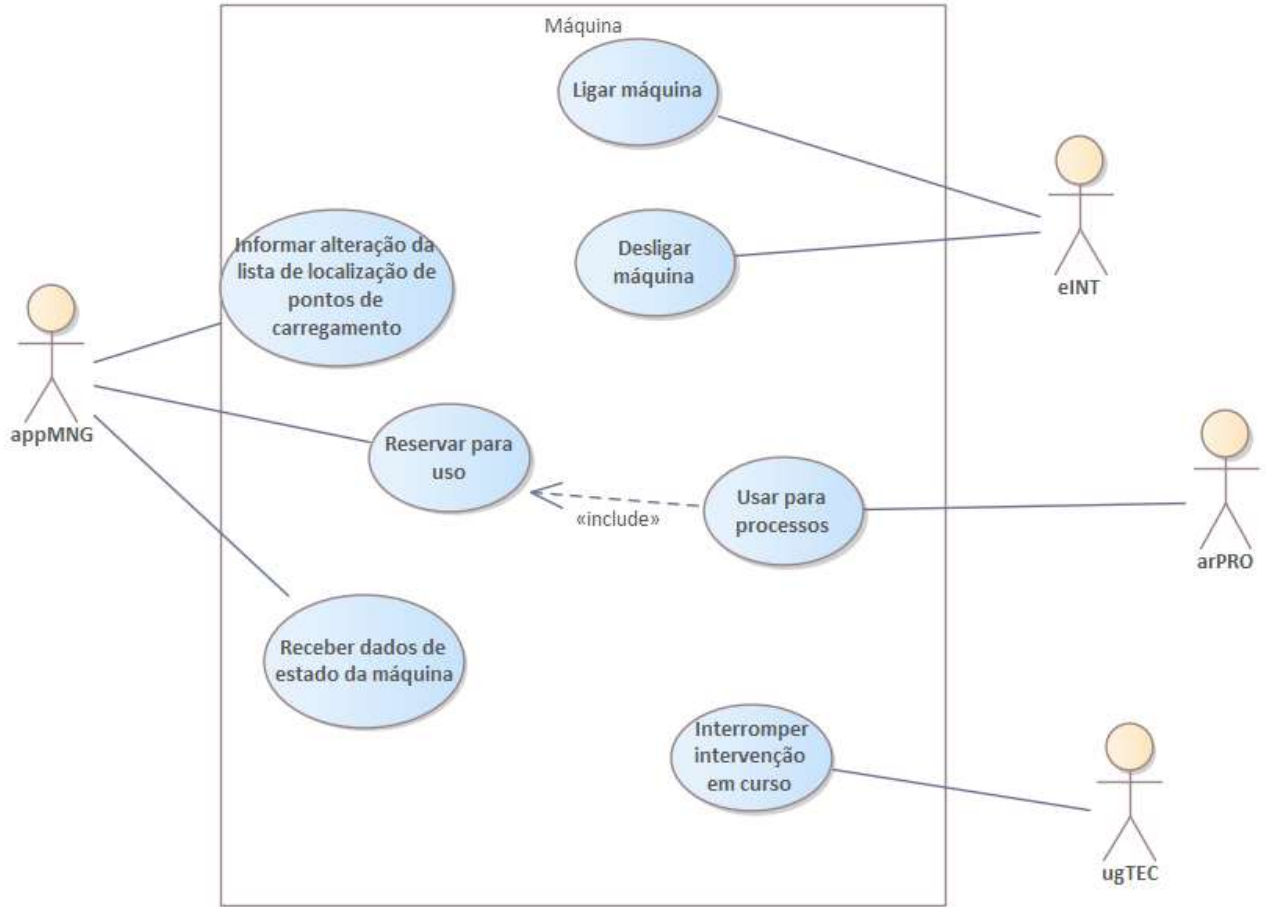 Máquina
Ligar máquina
Desligar
máquina
eINT
Informar alteração da
lista de localização de
pontos de
carregamento
appMNG
Reservar para
uso
«include»
Usar para
processos
arPRO
Receber dados de
estado da máquina
Interromper
intervenção
em curso
ugTEC